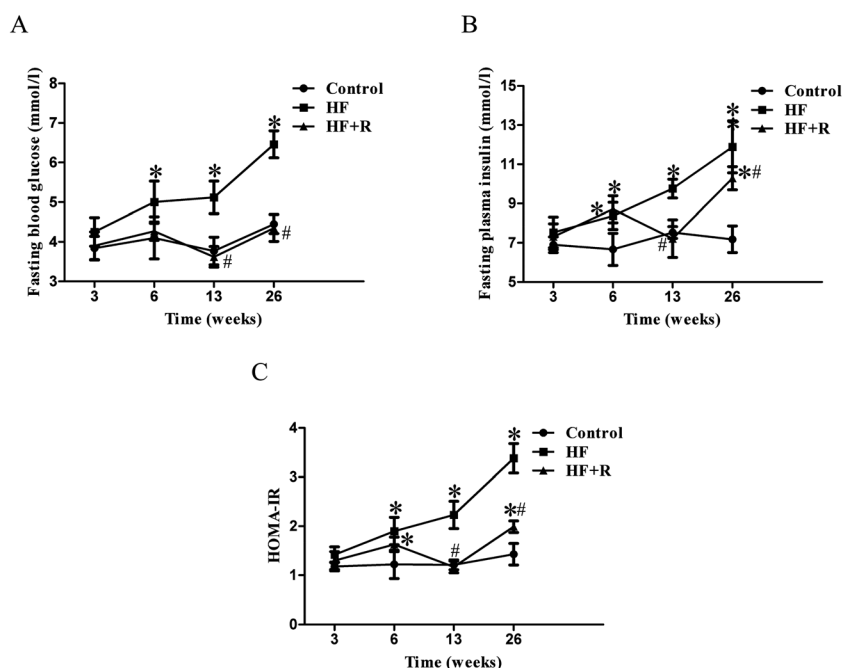 A
Fasting blood glucose (mmol/l)
8
7
6
5
4
3
3 6 13 26
Time (weeks)
Control
HF
HF+R
*
*
*
#
#
B
Fasting plasma insulin (mmol/l)
15
13
11
9
7
5
3 6 13 26
Time (weeks)
Control
HF
HF+R
*
*
*
*
*
#
*#
C
HOMA-IR
4
3
2
1
0
3 6 13 26
Time (weeks)
Control
HF
HF+R
*
*
*
*
#
*#